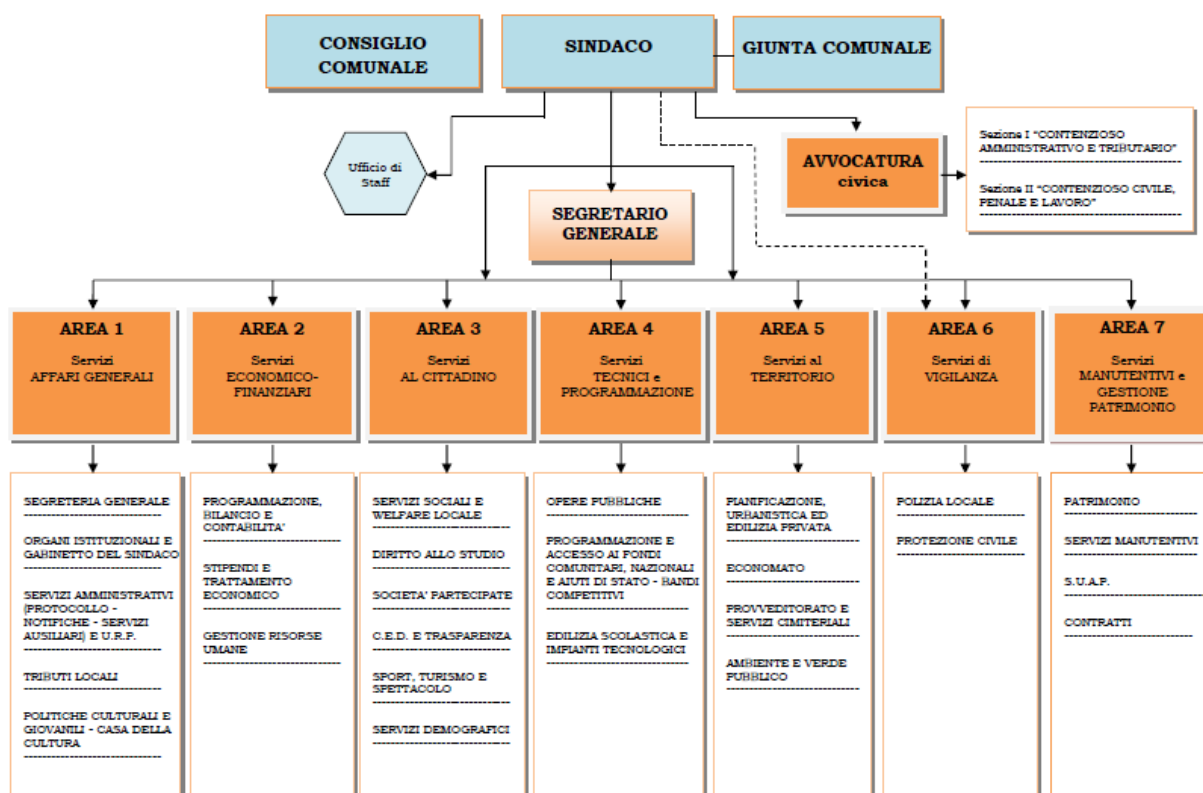 CONSIGLIO
COMUNALE
SINDACO
GIUNTA COMUNALE
Ufficio di
Staff
AVVOCATURA
civica
Sezione I "CONTENZIOSO
AMMINISTRATIVO E TRIBUTARIO"
Sezione II "CONTENZIOSO CIVILE,
PENALE E LAVORO"
SEGRETARIO
GENERALE
AREA 1
Servizi
AFFARI GENERALI
AREA 2
Servizi
ECONOMICO-
FINANZIARI
AREA 3
Servizi
AL CITTADINO
AREA 4
Servizi
TECNICI e
PROGRAMMAZIONE
AREA 5
Servizi al
TERRITORIO
AREA 6
Servizi di
VIGILANZA
AREA 7
Servizi
MANUTENTIVI e
GESTIONE
PATRIMONIO
SEGRETERIA GENERALE
ORGANI ISTITUZIONALI E
GABINETTO DEL SINDACO
SERVIZI AMMINISTRATIVI
(PROTOCOLLO -
NOTIFICHE - SERVIZI
AUSILIARI) E U.R.P.
TRIBUTI LOCALI
POLITICHE CULTURALI E
GIOVANILI - CASA DELLA
CULTURA
PROGRAMMAZIONE,
BILANCIO E
CONTABILITA'
STIPENDI E
TRATTAMENTO
ECONOMICO
GESTIONE RISORSE
UMANE
SERVIZI SOCIALI E
WELFARE LOCALE
DIRITTO ALLO STUDIO
SOCIETA' PARTECIPATE
C.E.D. E TRASPARENZA
SPORT, TURISMO E
SPETTACOLO
SERVIZI DEMOGRAFICI
OPERE PUBBLICHE
PROGRAMMAZIONE E
ACCESSO AI FONDI
COMUNITARI, NAZIONALI
E AIUTI DI STATO - BANDI
COMPETITIVI
EDILIZIA SCOLASTICA E
IMPIANTI TECNOLOGICI
PIANIFICAZIONE,
URBANISTICA ED
EDILIZIA PRIVATA
ECONOMATO
PROVVEDITORATO E
SERVIZI CIMITERIALI
AMBIENTE E VERDE
PUBBLICO
POLIZIA LOCALE
PROTEZIONE CIVILE
PATRIMONIO
SERVIZI MANUTENTIVI
S.U.A.P.
CONTRATTI